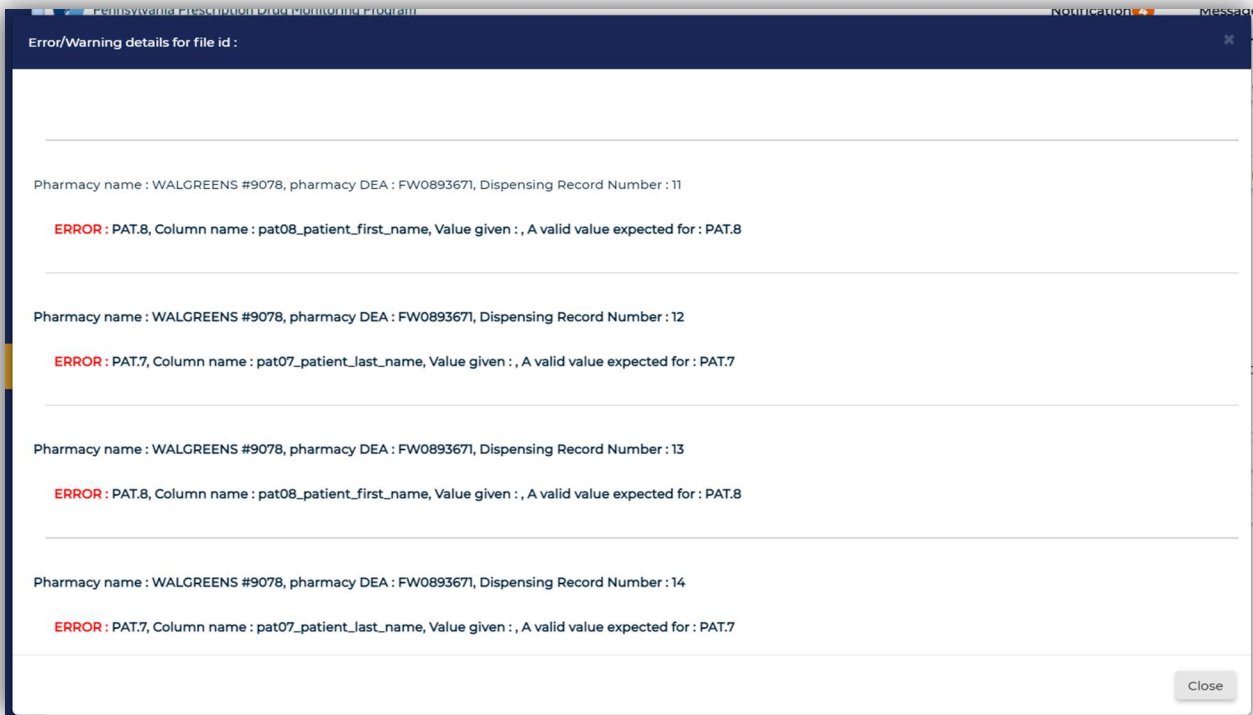 Pennsylvania Prescription Drug Monitoring Program
Notification 4
Message
Error/Warning details for file id :
×
Pharmacy name : WALGREENS #9078, pharmacy DEA : FW0893671, Dispensing Record Number : 11
ERROR : PAT.8, Column name : pat08_patient_first_name, Value given : , A valid value expected for : PAT.8
Pharmacy name : WALGREENS #9078, pharmacy DEA : FW0893671, Dispensing Record Number : 12
ERROR : PAT.7, Column name : pat07_patient_last_name, Value given : , A valid value expected for : PAT.7
Pharmacy name : WALGREENS #9078, pharmacy DEA : FW0893671, Dispensing Record Number : 13
ERROR : PAT.8, Column name : pat08_patient_first_name, Value given : , A valid value expected for : PAT.8
Pharmacy name : WALGREENS #9078, pharmacy DEA : FW0893671, Dispensing Record Number : 14
ERROR : PAT.7, Column name : pat07_patient_last_name, Value given : , A valid value expected for : PAT.7
Close